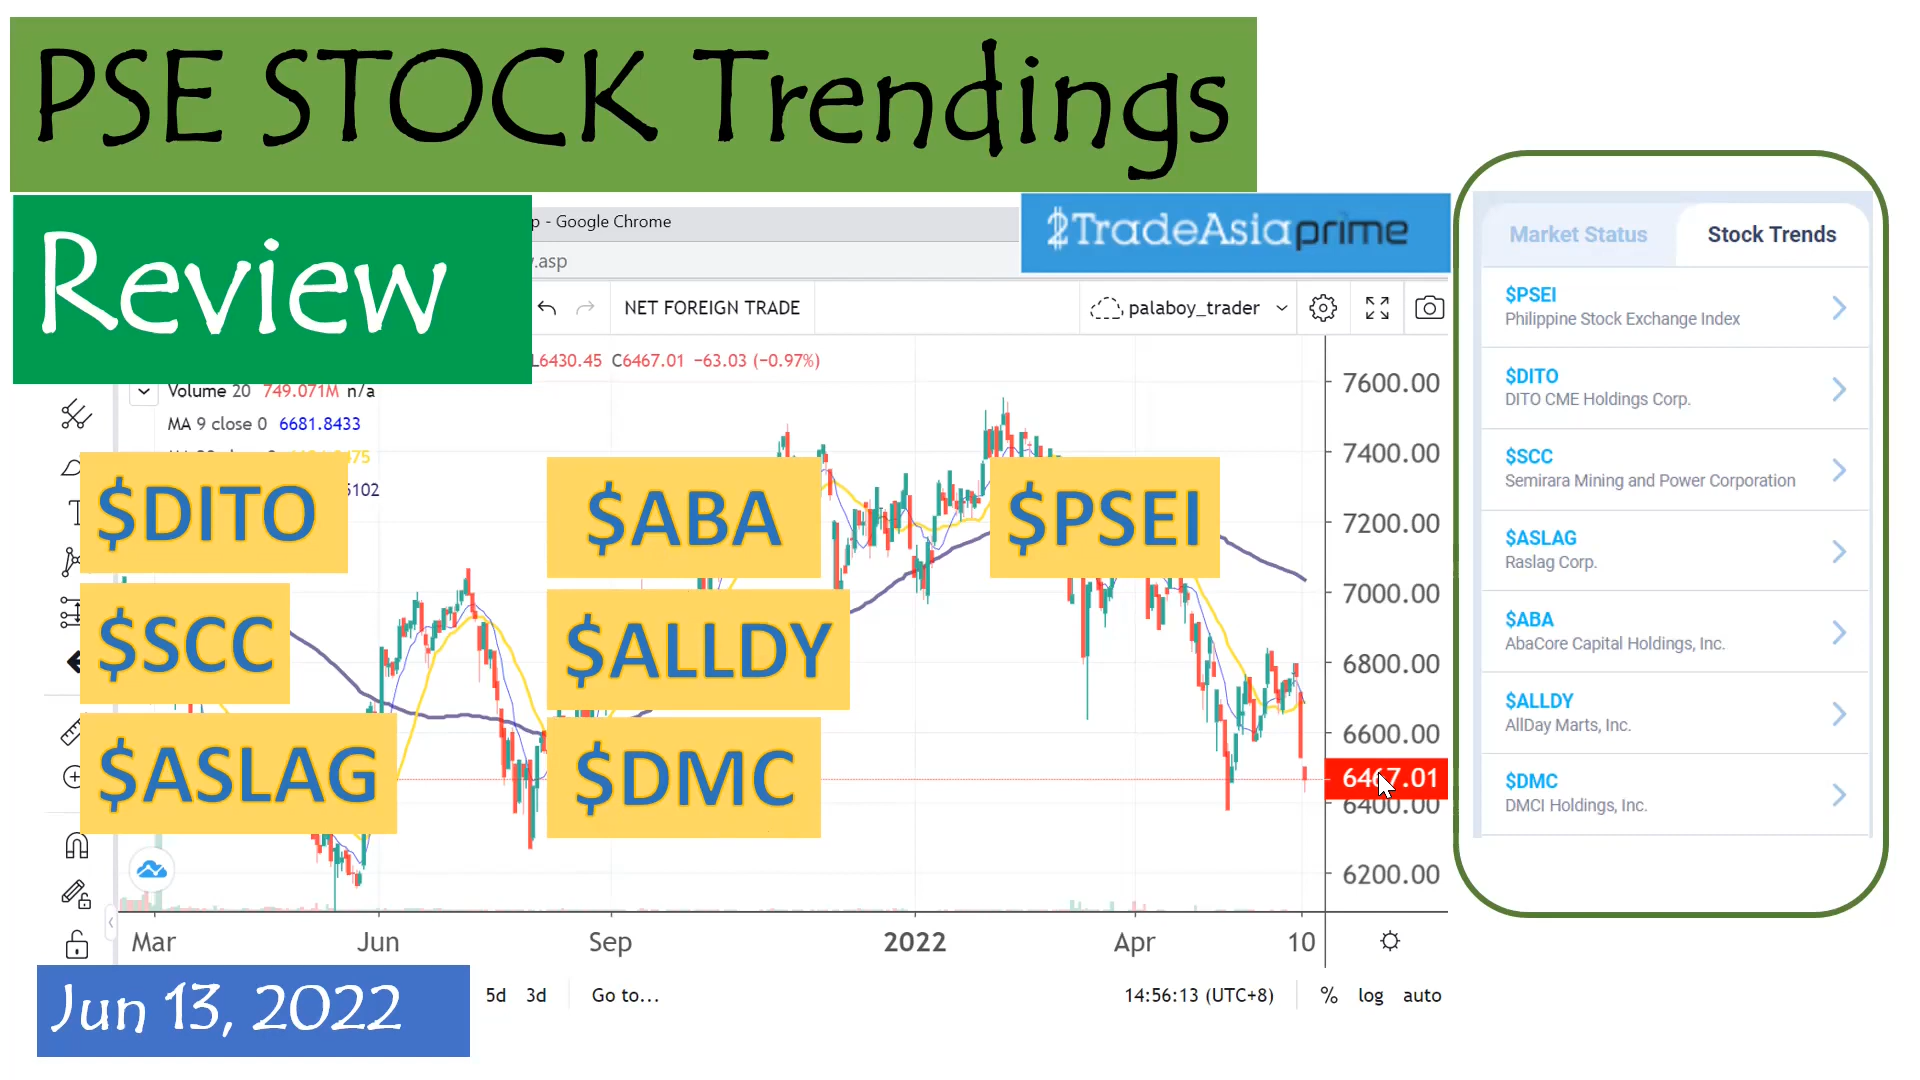 PSE STOCK Trendings
Review
p - Google Chrome
.asp
TradeAsiaprime
NET FOREIGN TRADE
palaboy_trader
L6430.45 C6467.01 −63.03 (−0.97%)
Volume 20 749.071M n/a
MA 9 close 0 6681.8433
475
5102
$DITO
$SCC
$ASLAG
$ABA
$ALLDY
$DMC
$PSEI
7600.00
7400.00
7200.00
7000.00
6800.00
6600.00
6467.01
6400.00
6200.00
Mar Jun Sep 2022 Apr 10
5d 3d Go to... 14:56:13 (UTC+8) % log auto
Jun 13, 2022
Market Status Stock Trends
$PSEI
Philippine Stock Exchange Index
$DITO
DITO CME Holdings Corp.
$SCC
Semirara Mining and Power Corporation
$ASLAG
Raslag Corp.
$ABA
AbaCore Capital Holdings, Inc.
$ALLDY
AllDay Marts, Inc.
$DMC
DMCI Holdings, Inc.